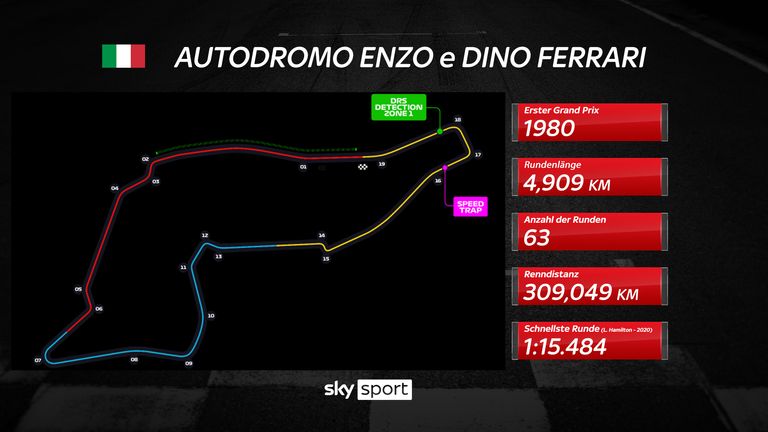 AUTODROMO ENZO e DINO FERRARI
DRS
DETECTION
ZONE 1
18
17
19
16
01
02
03
04
SPEED
TRAP
14
15
12
13
11
10
05
06
07
08
09
Erster Grand Prix
1980
Rundenlänge
4,909 KM
Anzahl der Runden
63
Renndistanz
309,049 KM
Schnellste Runde (L. Hamilton - 2020)
1:15.484
sky sport